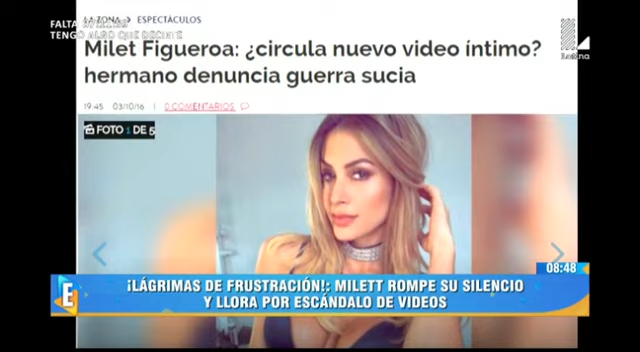 LA ZONA > ESPECTÁCULOS
TENGO ALGO QUE DECIRTE
Milet Figueroa: ¿circula nuevo video íntimo?
hermano denuncia guerra sucia
Latina
19:45 03/10/16 | 0 COMENTARIOS
FOTO 1 DE 5
08:48
E
¡LÁGRIMAS DE FRUSTRACIÓN!: MILETT ROMPE SU SILENCIO
Y LLORA POR ESCÁNDALO DE VIDEOS